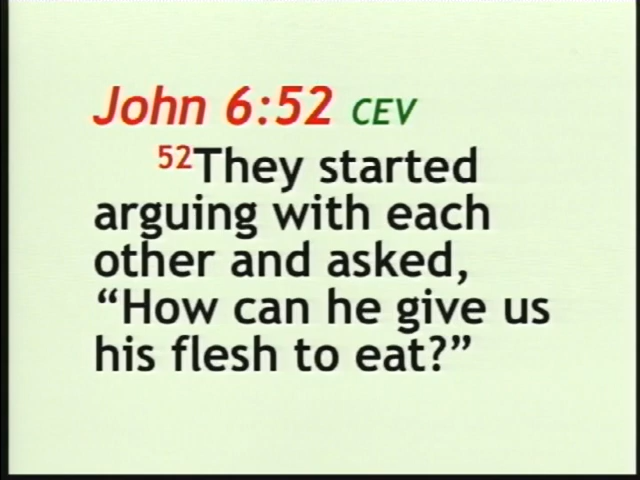 John 6:52 CEV
52They started
arguing with each
other and asked,
“How can he give us
his flesh to eat?”